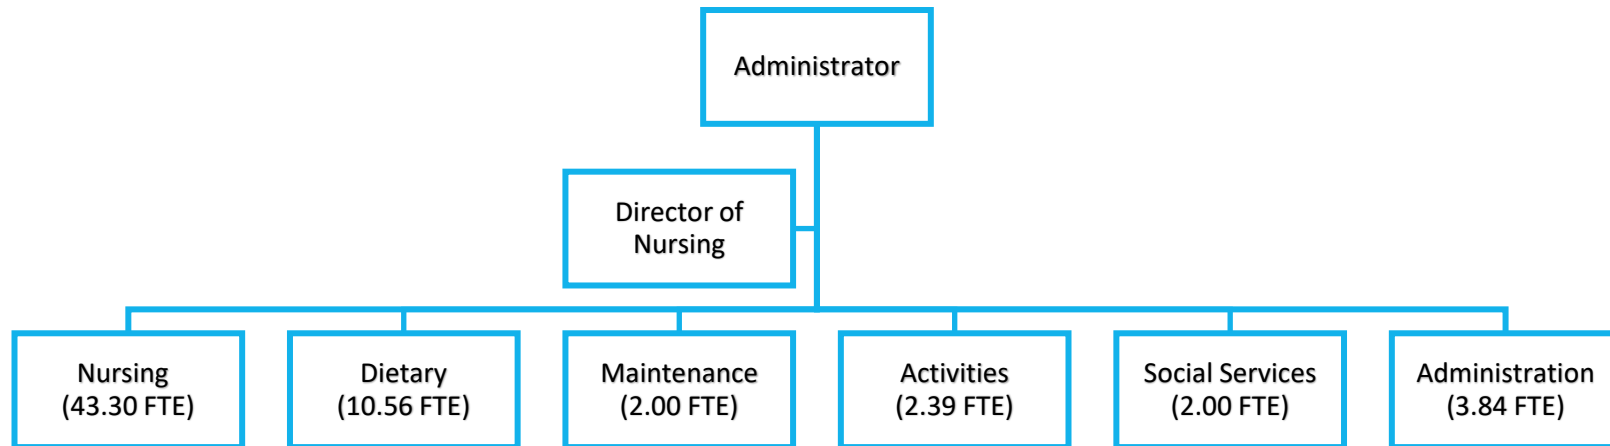 Administrator
Director of
Nursing
Nursing
(43.30 FTE)
Dietary
(10.56 FTE)
Maintenance
(2.00 FTE)
Activities
(2.39 FTE)
Social Services
(2.00 FTE)
Administration
(3.84 FTE)